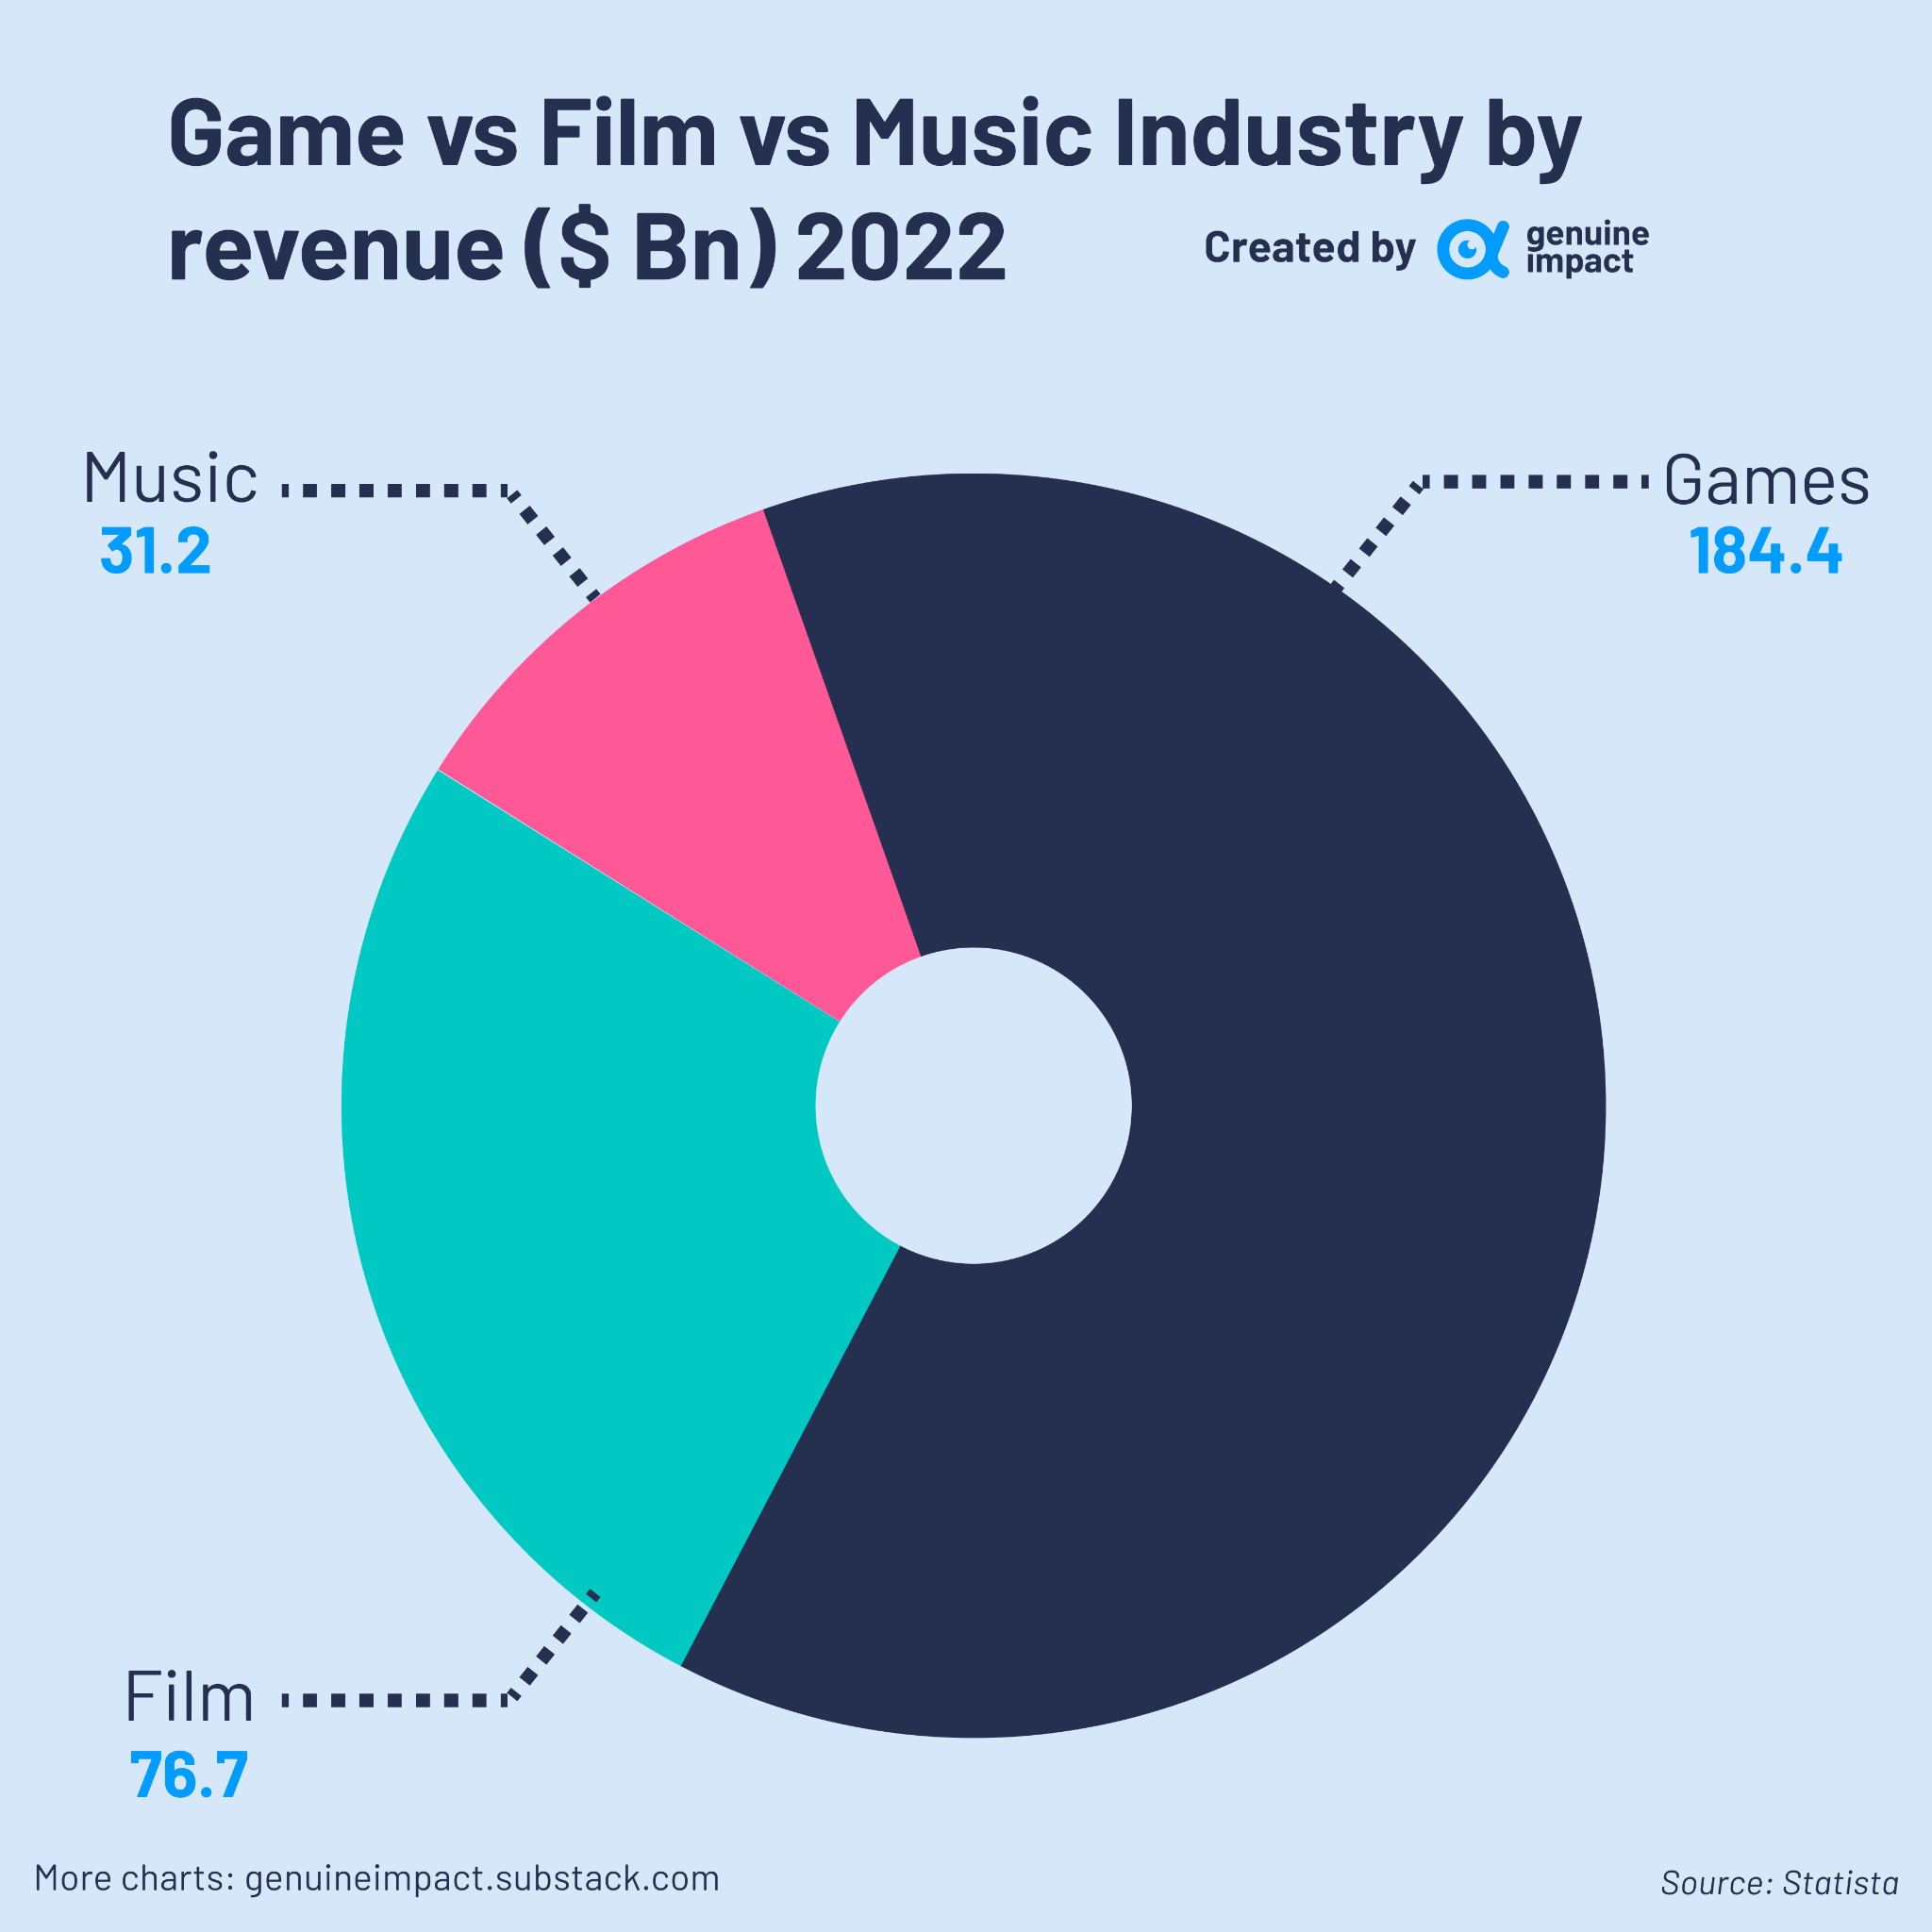 Game vs Film vs Music Industry by
revenue ($ Bn) 2022
Created by
genuine
impact
Music
31.2
Games
184.4
Film
76.7
More charts: genuineimpact.substack.com
Source: Statista